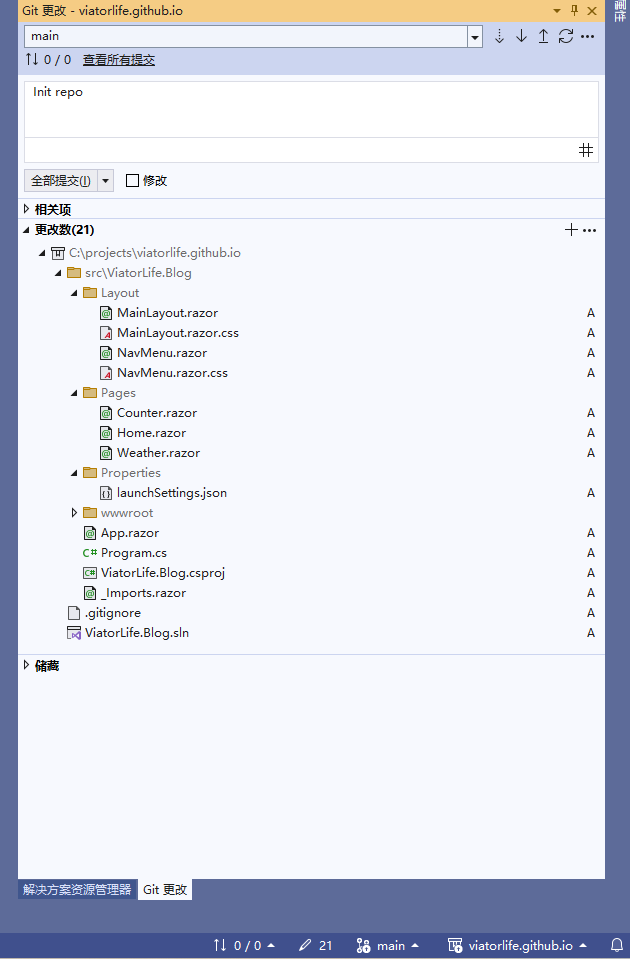 Git 更改 - viatorlife.github.io
属性
main
0 / 0 查看所有提交
Init repo
全部提交(I) 修改
相关项
更改数(21)
C:\projects\viatorlife.github.io
src\ViatorLife.Blog
Layout
MainLayout.razor A
MainLayout.razor.css A
NavMenu.razor A
NavMenu.razor.css A
Pages
Counter.razor A
Home.razor A
Weather.razor A
Properties
launchSettings.json A
wwwroot
App.razor A
C# Program.cs A
C# ViatorLife.Blog.csproj A
_Imports.razor A
.gitignore A
ViatorLife.Blog.sln A
储藏
解决方案资源管理器 Git 更改
0 / 0 21 main viatorlife.github.io